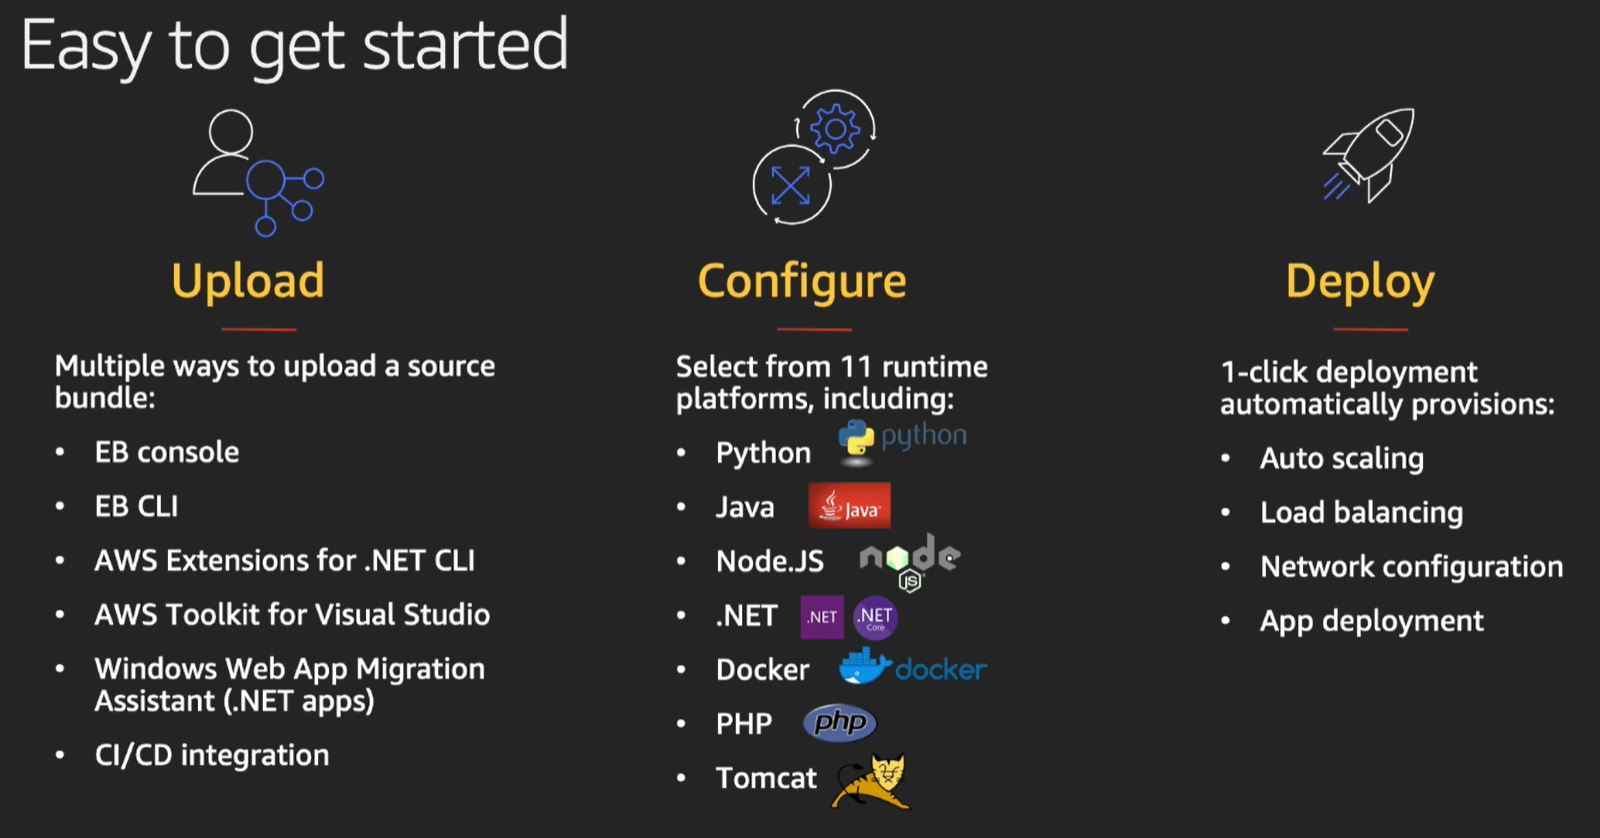 Easy to get started
Upload
Multiple ways to upload a source
bundle:
• EB console
• EB CLI
• AWS Extensions for .NET CLI
• AWS Toolkit for Visual Studio
• Windows Web App Migration
Assistant (.NET apps)
• CI/CD integration
Configure
Select from 11 runtime
platforms, including:
• Python
python
• Java
Java
• Node.JS
node
JS
• .NET
.NET
.NET
Core
• Docker
docker
• PHP
php
• Tomcat
Deploy
1-click deployment
automatically provisions:
• Auto scaling
• Load balancing
• Network configuration
• App deployment